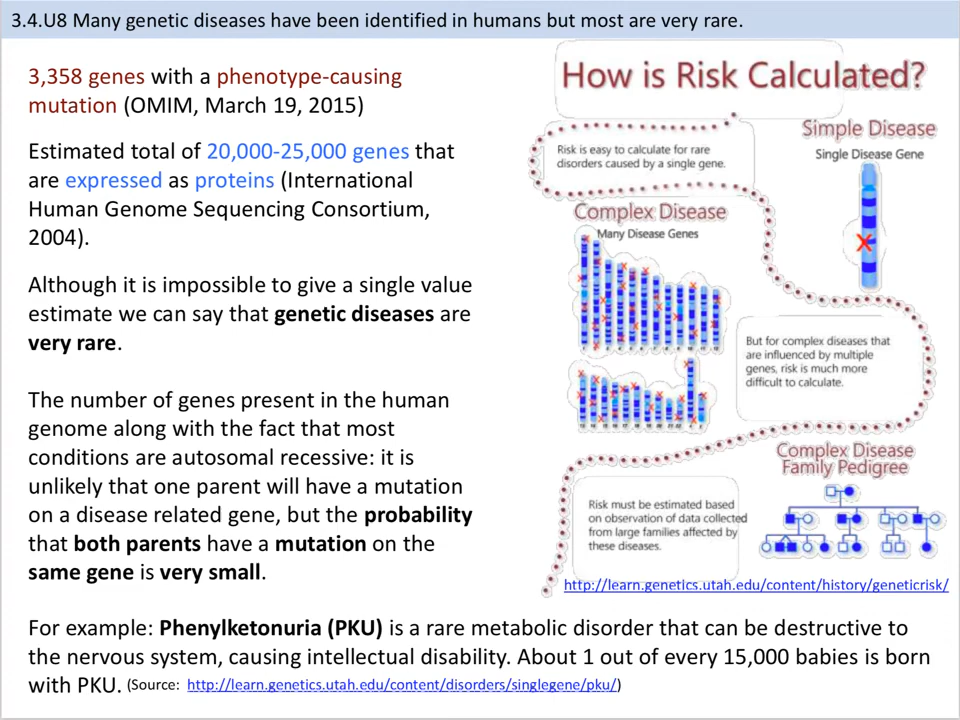 3.4.U8 Many genetic diseases have been identified in humans but most are very rare.
3,358 genes with a phenotype-causing
mutation (OMIM, March 19, 2015)
Estimated total of 20,000-25,000 genes that
are expressed as proteins (International
Human Genome Sequencing Consortium,
2004).
Although it is impossible to give a single value
estimate we can say that genetic diseases are
very rare.
The number of genes present in the human
genome along with the fact that most
conditions are autosomal recessive: it is
unlikely that one parent will have a mutation
on a disease related gene, but the probability
that both parents have a mutation on the
same gene is very small.
How is Risk Calculated?
Risk is easy to calculate for rare
disorders caused by a single gene.
Simple Disease
Single Disease Gene
Complex Disease
Many Disease Genes
But for complex diseases that
are influenced by multiple
genes, risk is much more
difficult to calculate.
Complex Disease
Family Pedigree
Risk must be estimated based
on observation of data collected
from large families affected by
these diseases.
http://learn.genetics.utah.edu/content/history/geneticrisk/
For example: Phenylketonuria (PKU) is a rare metabolic disorder that can be destructive to
the nervous system, causing intellectual disability. About 1 out of every 15,000 babies is born
with PKU. (Source: http://learn.genetics.utah.edu/content/disorders/singlegene/pku/)